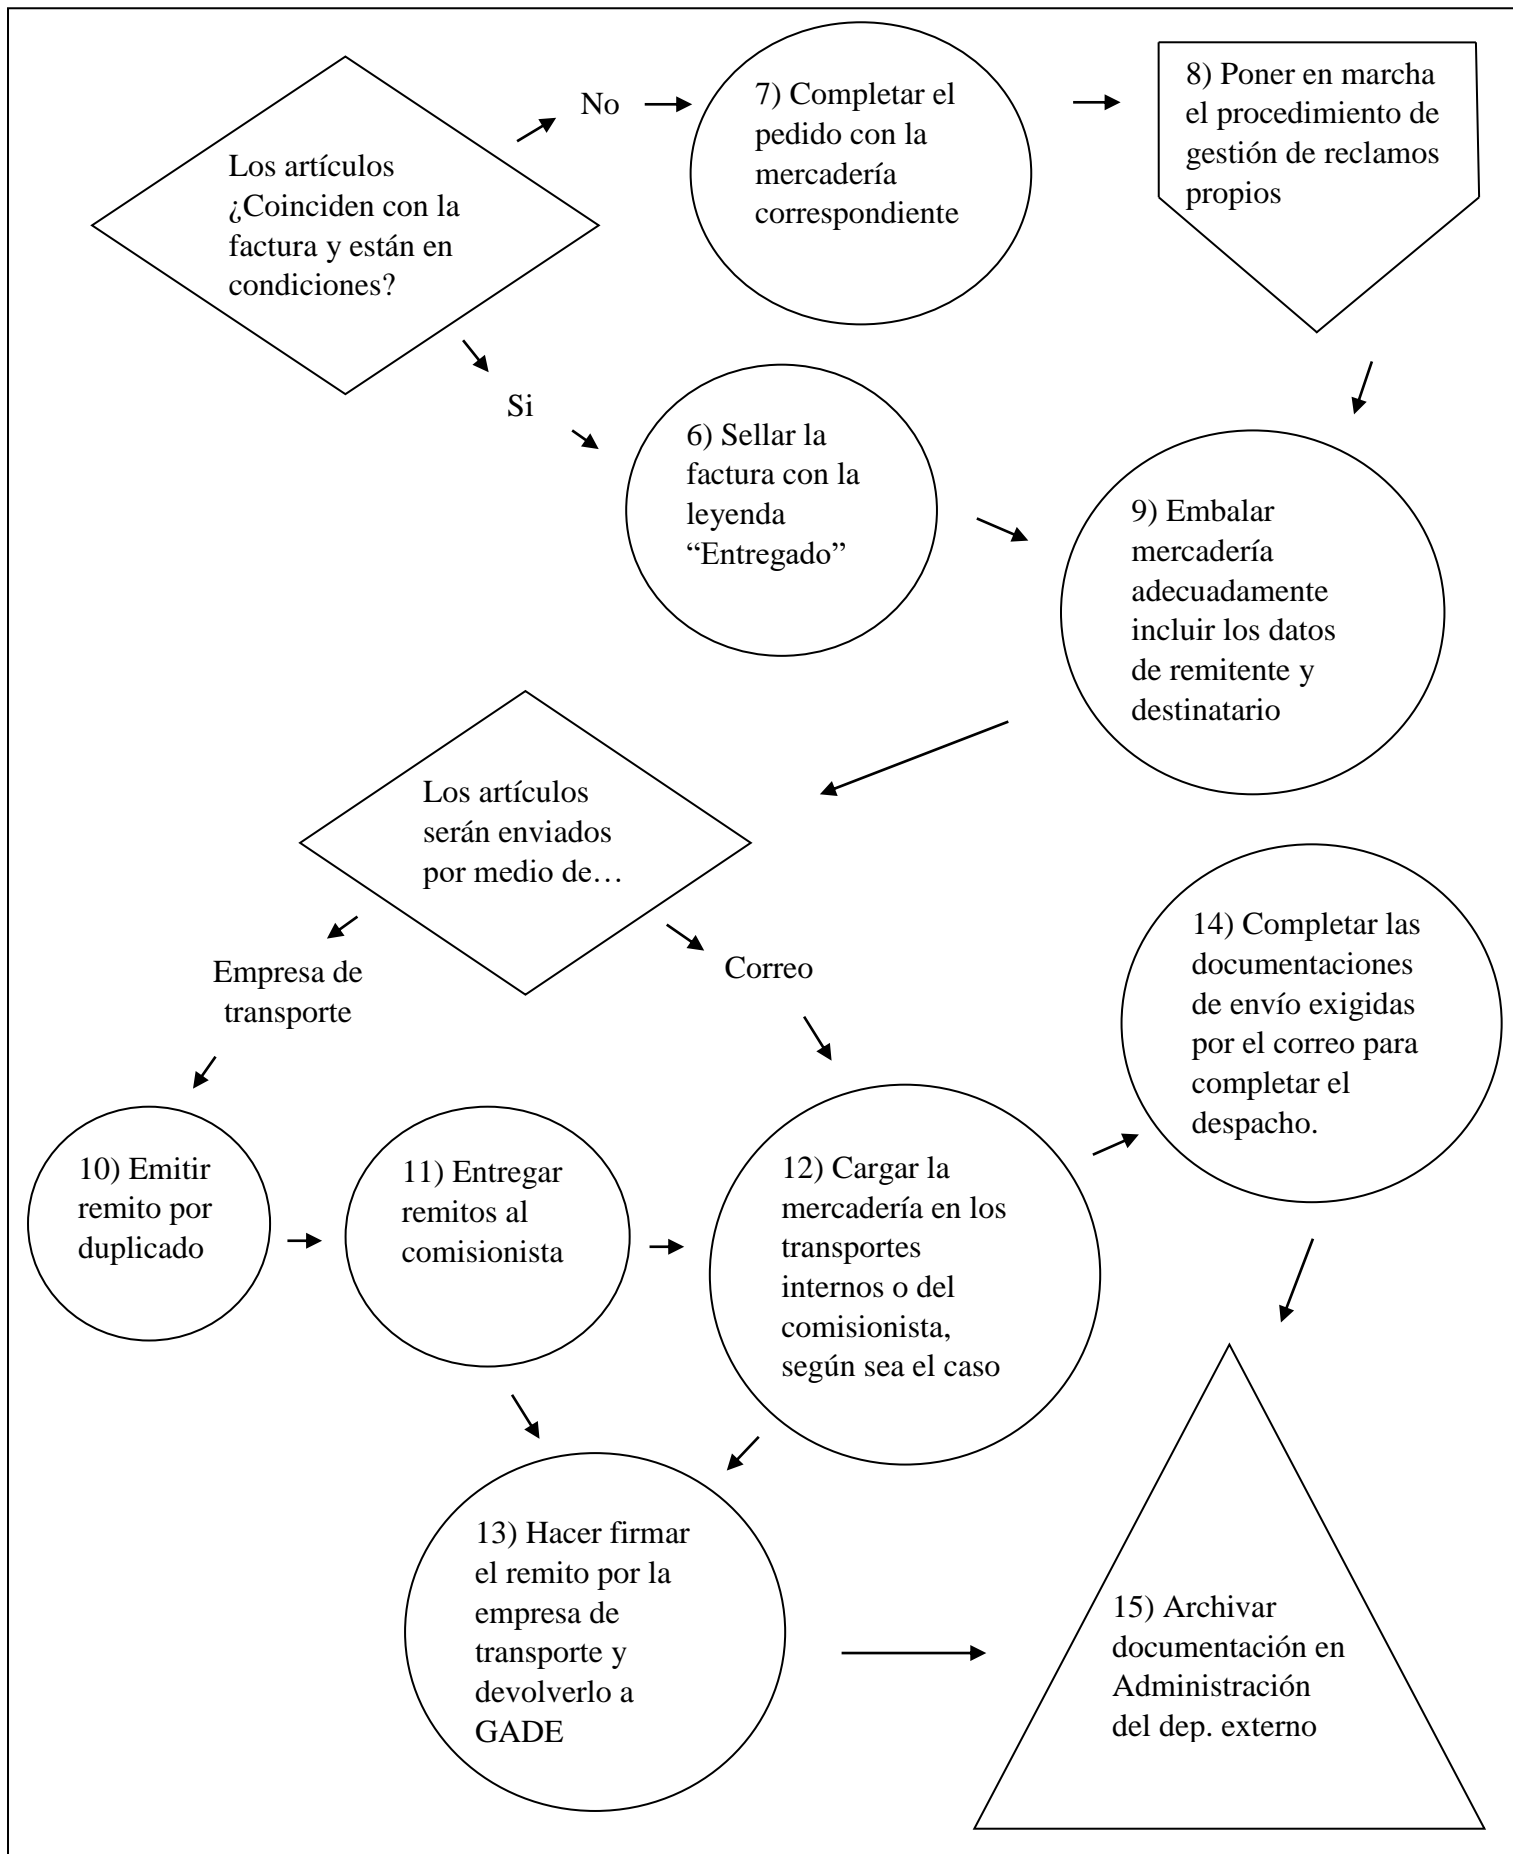 Los artículos
¿Coinciden con la
factura y están en
condiciones?
No
7) Completar el
pedido con la
mercadería
correspondiente
8) Poner en marcha
el procedimiento de
gestión de reclamos
propios
Si
6) Sellar la
factura con la
leyenda
“Entregado”
9) Embalar
mercadería
adecuadamente
incluir los datos
de remitente y
destinatario
Los artículos
serán enviados
por medio de…
Empresa de
transporte
Correo
14) Completar las
documentaciones
de envío exigidas
por el correo para
completar el
despacho.
10) Emitir
remito por
duplicado
11) Entregar
remitos al
comisionista
12) Cargar la
mercadería en los
transportes
internos o del
comisionista,
según sea el caso
13) Hacer firmar
el remito por la
empresa de
transporte y
devolverlo a
GADE
15) Archivar
documentación en
Administración
del dep. externo